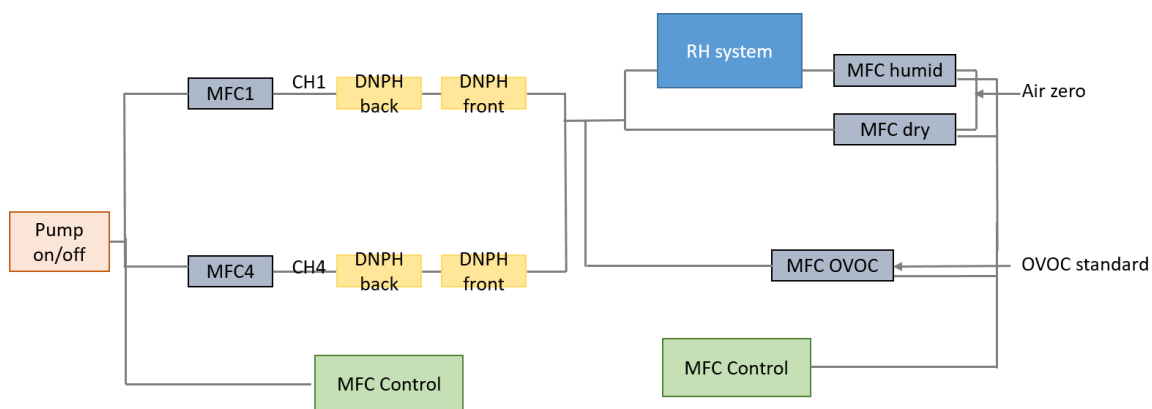 RH system
MFC humid
Air zero
MFC dry
CH1
DNPH
back
DNPH
front
MFC1
Pump
on/off
MFC4
CH4
DNPH
back
DNPH
front
MFC OVOC
OVOC standard
MFC Control
MFC Control